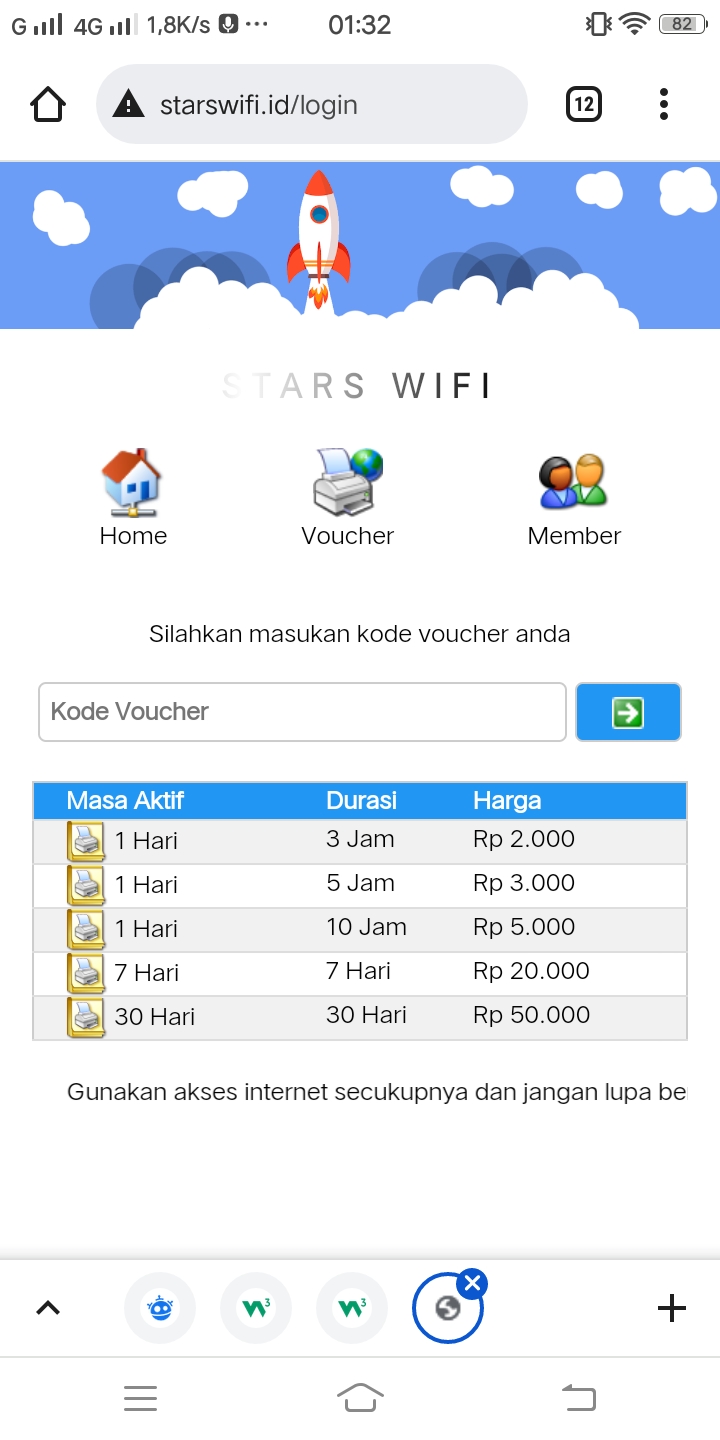 G 4G 1,8K/s 01:32 82
starswifi.id/login 12
STARS WIFI
Home Voucher Member
Silahkan masukan kode voucher anda
Kode Voucher
Masa Aktif Durasi Harga
1 Hari 3 Jam Rp 2.000
1 Hari 5 Jam Rp 3.000
1 Hari 10 Jam Rp 5.000
7 Hari 7 Hari Rp 20.000
30 Hari 30 Hari Rp 50.000
Gunakan akses internet secukupnya dan jangan lupa be
3 3